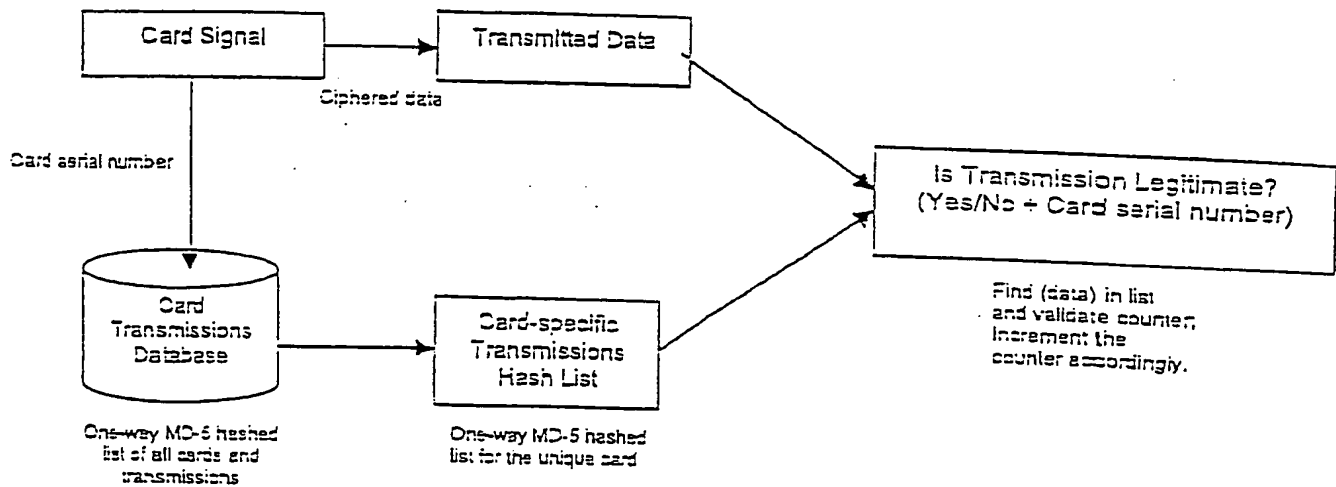 Card Signal
Transmitted Data
Ciphered data
Card serial number
Is Transmission Legitimate?
(Yes/No + Card serial number)
Card
Transmissions
Database
Card-specific
Transmissions
Hash List
Find (data) in list
and validate counter;
Increment the
counter accordingly.
One-way MD-5 hashed
list of all cards and
transmissions
One-way MD-5 hashed
list for the unique card